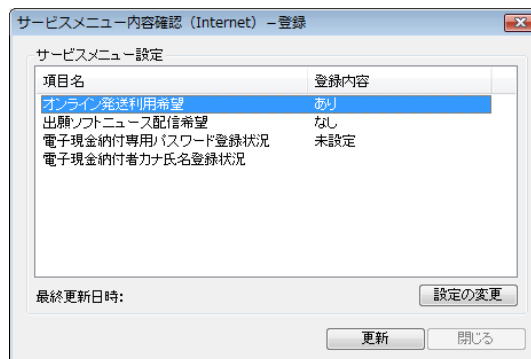 サービスメニュー内容確認（Internet）－登録
サービスメニュー設定
項目名 登録内容
オンライン発送利用希望 あり
出願ソフトニュース配信希望 なし
電子現金納付専用パスワード登録状況 未設定
電子現金納付者カナ氏名登録状況
最終更新日時: 設定の変更
更新 閉じる